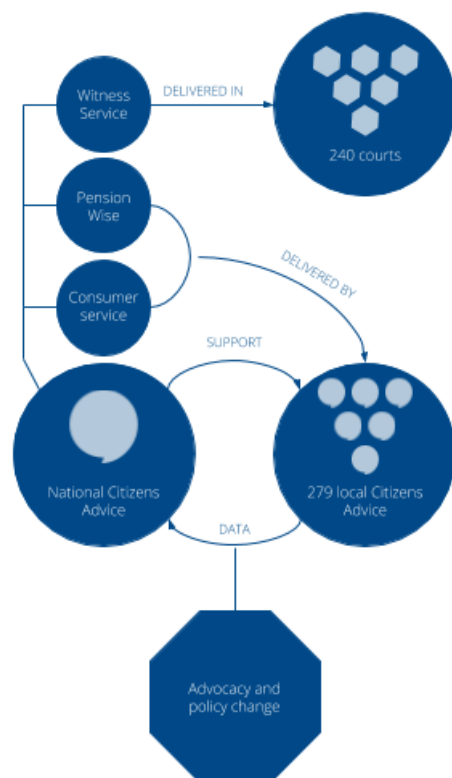 Witness
Service
DELIVERED IN
240 courts
Pension
Wise
Consumer
service
DELIVERED BY
SUPPORT
National Citizens
Advice
279 local Citizens
Advice
DATA
Advocacy and
policy change